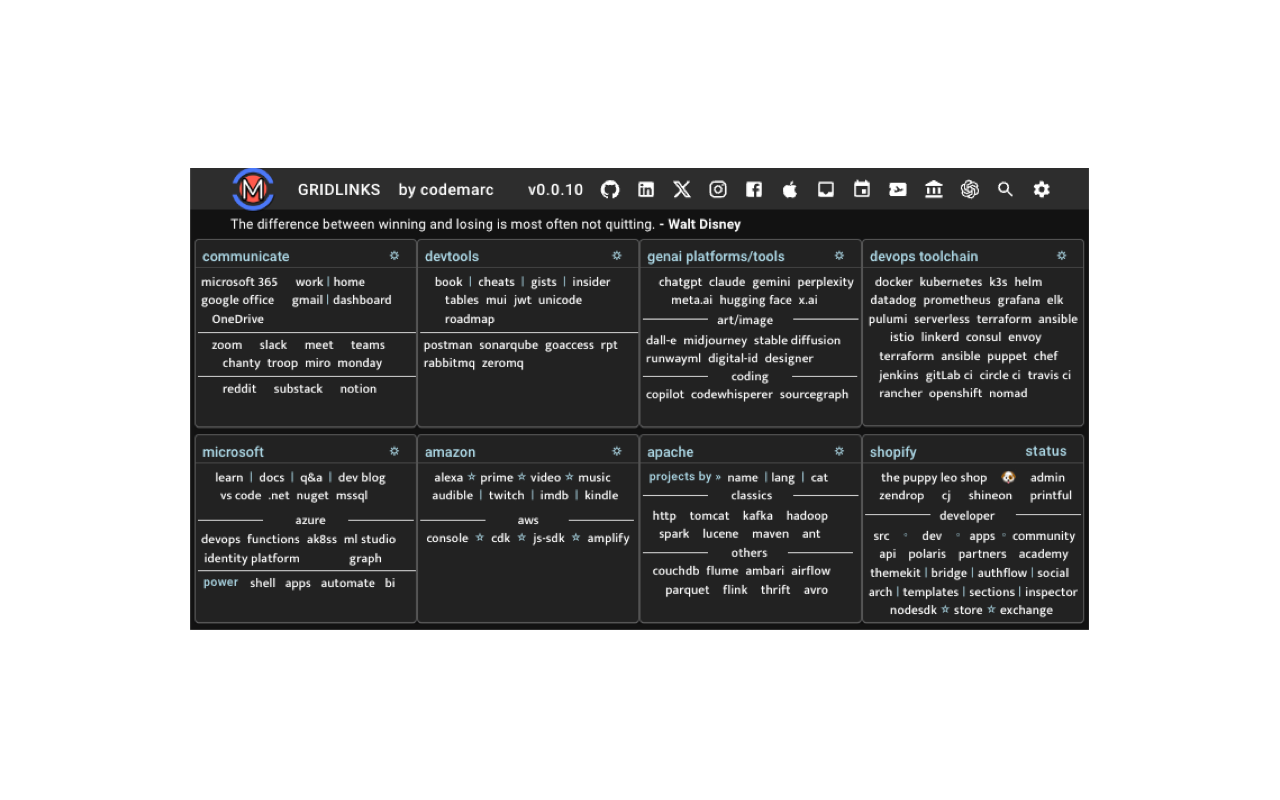 M GRIDLINKS by codemarc v0.0.10
The difference between winning and losing is most often not quitting. - Walt Disney
communicate
microsoft 365 work | home
google office gmail | dashboard
OneDrive
zoom slack meet teams
chanty troop miro monday
reddit substack notion
devtools
book | cheats | gists | insider
tables mui jwt unicode
roadmap
postman sonarqube goaccess rpt
rabbitmq zeromq
genai platforms/tools
chatgpt claude gemini perplexity
meta.ai hugging face x.ai
art/image
dall-e midjourney stable diffusion
runwayml digital-id designer
coding
copilot codewhisperer sourcegraph
devops toolchain
docker kubernetes k3s helm
datadog prometheus grafana elk
pulumi serverless terraform ansible
istio linkerd consul envoy
terraform ansible puppet chef
jenkins gitLab ci circle ci travis ci
rancher openshift nomad
microsoft
learn | docs | q&a | dev blog
vs code .net nuget mssql
azure
devops functions ak8ss ml studio
identity platform graph
power shell apps automate bi
amazon
alexa ☆ prime ☆ video ☆ music
audible | twitch | imdb | kindle
aws
console ☆ cdk ☆ js-sdk ☆ amplify
apache
projects by » name | lang | cat
classics
http tomcat kafka hadoop
spark lucene maven ant
others
couchdb flume ambari airflow
parquet flink thrift avro
shopify status
the puppy leo shop 🐶 admin
zendrop cj shineon printful
developer
src ▫ dev ▫ apps ▫ community
api polaris partners academy
themekit | bridge | authflow | social
arch | templates | sections | inspector
nodesdk ☆ store ☆ exchange